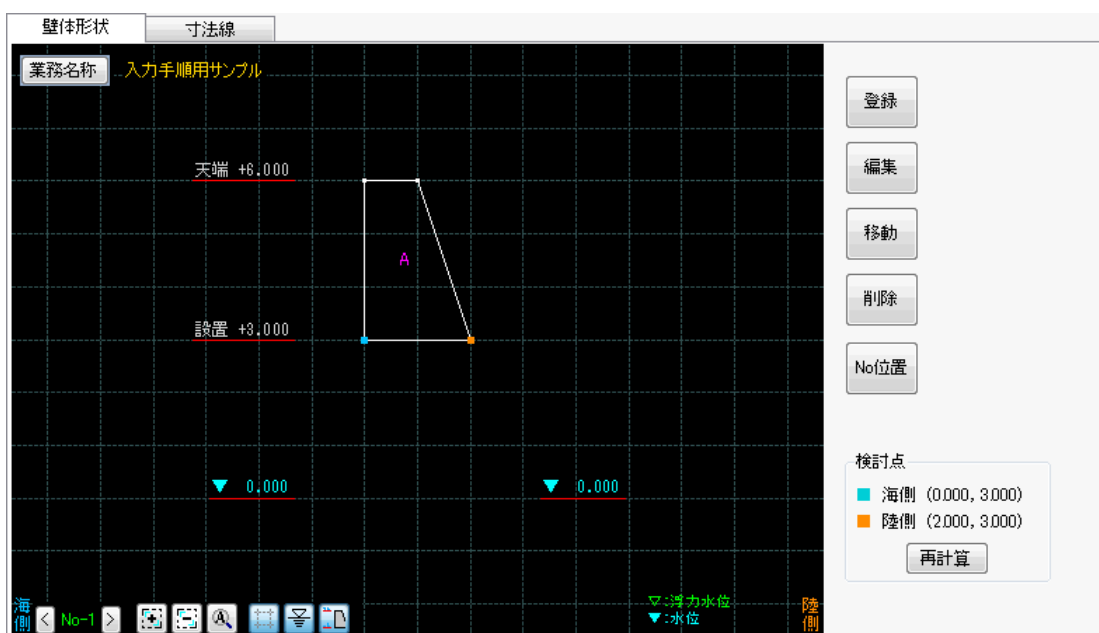 壁体形状 寸法線
業務名称 入力手順用サンプル
登録
編集
天端 +6.000
移動
A
削除
設置 +3.000
No位置
検討点
海側 (0.000, 3.000)
▼ 0.000 ▼ 0.000
陸側 (2.000, 3.000)
再計算
▽:浮力水位
▼:水位
海側 < No-1 > A 陸側